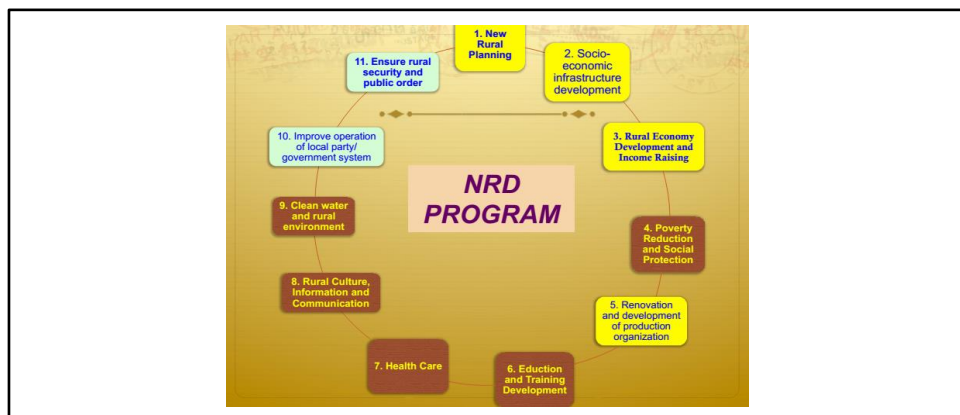 1. New
Rural
Planning
2. Socio-
economic
infrastructure
development
3. Rural Economy
Development and
Income Raising
4. Poverty
Reduction
and Social
Protection
5. Renovation
and development
of production
organization
6. Eduction
and Training
Development
7. Health Care
8. Rural Culture,
Information and
Communication
9. Clean water
and rural
environment
10. Improve operation
of local party/
government system
11. Ensure rural
security and
public order
NRD
PROGRAM